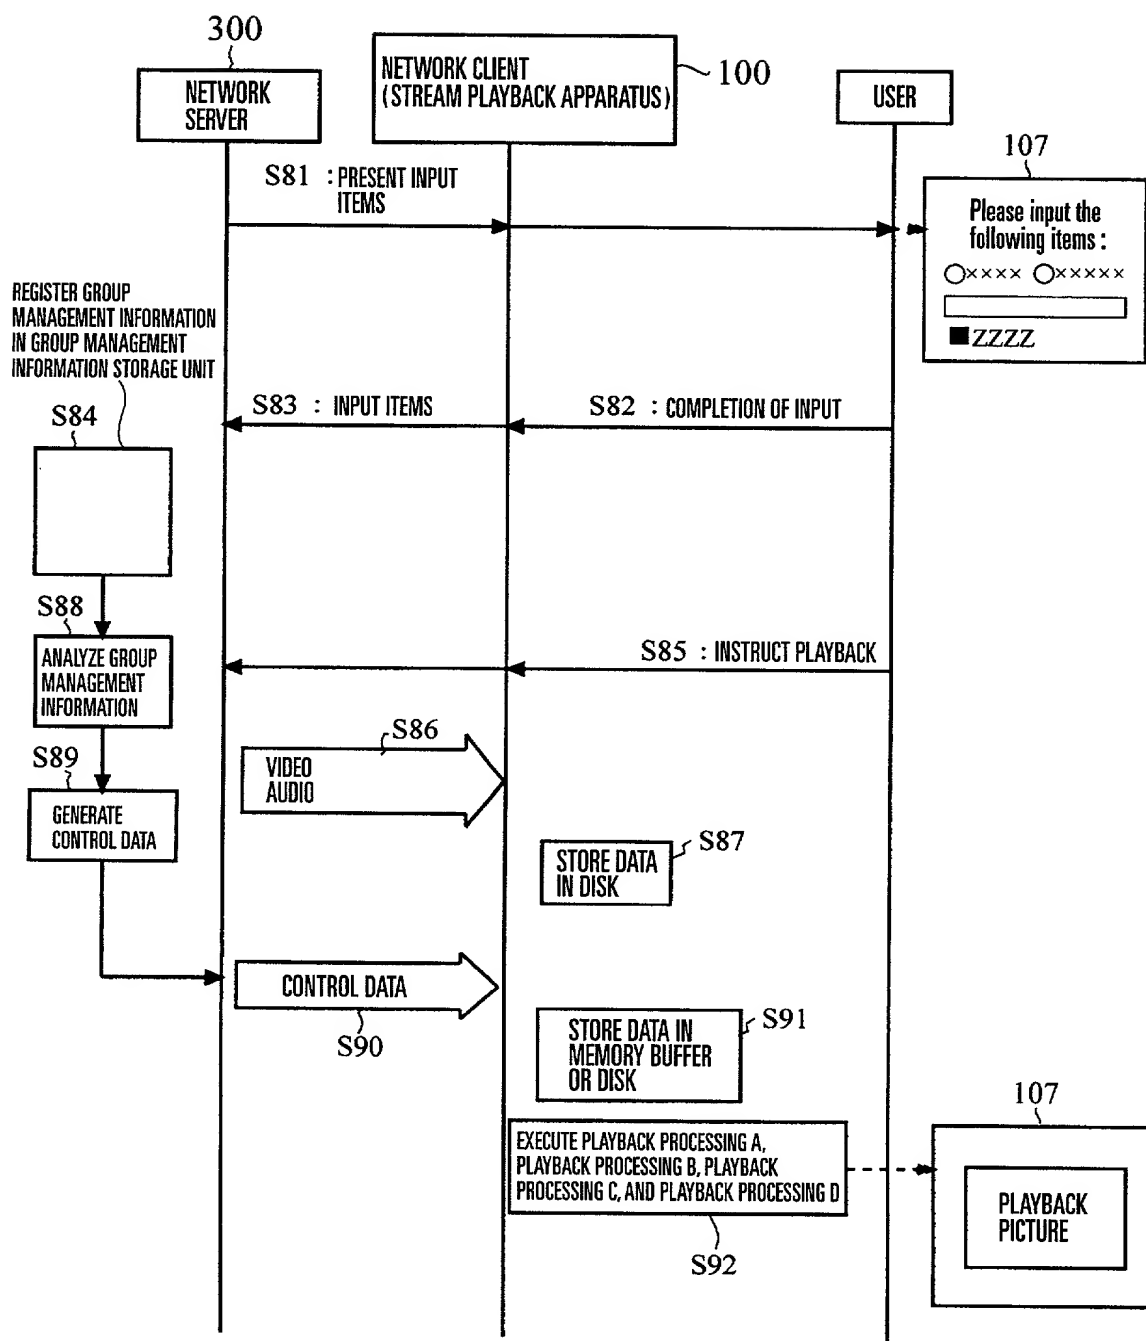 300
NETWORK
SERVER
NETWORK CLIENT
(STREAM PLAYBACK APPARATUS)
100
USER
107
S81 : PRESENT INPUT
ITEMS
Please input the
following items :
○×××× ○×××××
■ZZZZ
REGISTER GROUP
MANAGEMENT INFORMATION
IN GROUP MANAGEMENT
INFORMATION STORAGE UNIT
S84
S83 : INPUT ITEMS
S82 : COMPLETION OF INPUT
S88
ANALYZE GROUP
MANAGEMENT
INFORMATION
S85 : INSTRUCT PLAYBACK
S86
VIDEO
AUDIO
S89
GENERATE
CONTROL DATA
S87
STORE DATA
IN DISK
CONTROL DATA
S90
S91
STORE DATA IN
MEMORY BUFFER
OR DISK
EXECUTE PLAYBACK PROCESSING A,
PLAYBACK PROCESSING B, PLAYBACK
PROCESSING C, AND PLAYBACK PROCESSING D
S92
107
PLAYBACK
PICTURE